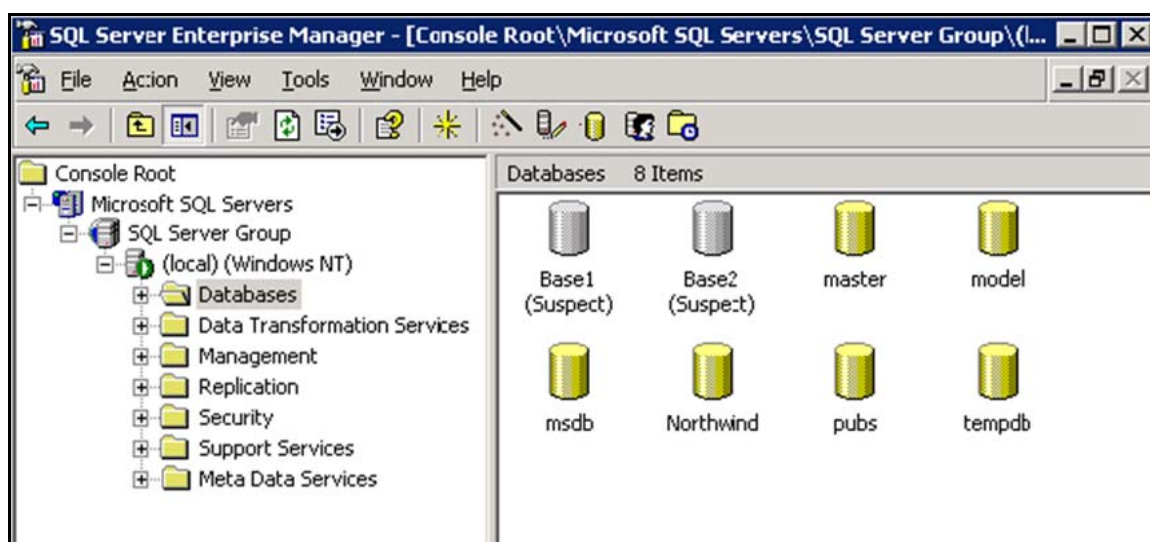 SQL Server Enterprise Manager - [Console Root\Microsoft SQL Servers\SQL Server Group\(l...
File Action View Tools Window Help
Console Root
Microsoft SQL Servers
SQL Server Group
(local) (Windows NT)
Databases
Data Transformation Services
Management
Replication
Security
Support Services
Meta Data Services
Databases 8 Items
Base1
(Suspect)
Base2
(Suspect)
master
model
msdb
Northwind
pubs
tempdb